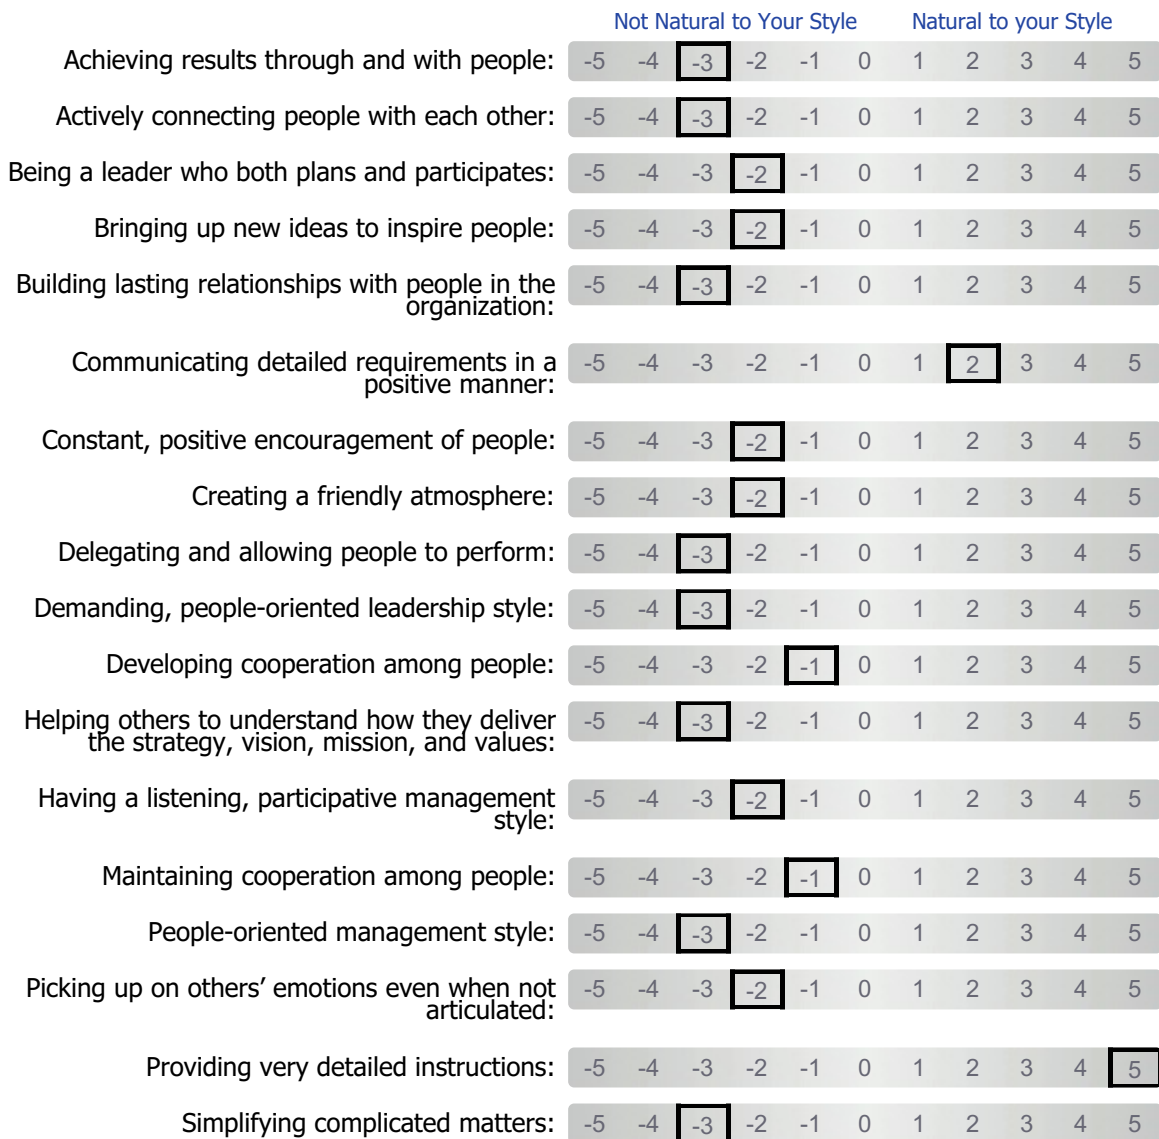 Not Natural to Your Style Natural to your Style
Achieving results through and with people: -5 -4 -3 -2 -1 0 1 2 3 4 5
Actively connecting people with each other: -5 -4 -3 -2 -1 0 1 2 3 4 5
Being a leader who both plans and participates: -5 -4 -3 -2 -1 0 1 2 3 4 5
Bringing up new ideas to inspire people: -5 -4 -3 -2 -1 0 1 2 3 4 5
Building lasting relationships with people in the
organization: -5 -4 -3 -2 -1 0 1 2 3 4 5
Communicating detailed requirements in a
positive manner: -5 -4 -3 -2 -1 0 1 2 3 4 5
Constant, positive encouragement of people: -5 -4 -3 -2 -1 0 1 2 3 4 5
Creating a friendly atmosphere: -5 -4 -3 -2 -1 0 1 2 3 4 5
Delegating and allowing people to perform: -5 -4 -3 -2 -1 0 1 2 3 4 5
Demanding, people-oriented leadership style: -5 -4 -3 -2 -1 0 1 2 3 4 5
Developing cooperation among people: -5 -4 -3 -2 -1 0 1 2 3 4 5
Helping others to understand how they deliver
the strategy, vision, mission, and values: -5 -4 -3 -2 -1 0 1 2 3 4 5
Having a listening, participative management
style: -5 -4 -3 -2 -1 0 1 2 3 4 5
Maintaining cooperation among people: -5 -4 -3 -2 -1 0 1 2 3 4 5
People-oriented management style: -5 -4 -3 -2 -1 0 1 2 3 4 5
Picking up on others’ emotions even when not
articulated: -5 -4 -3 -2 -1 0 1 2 3 4 5
Providing very detailed instructions: -5 -4 -3 -2 -1 0 1 2 3 4 5
Simplifying complicated matters: -5 -4 -3 -2 -1 0 1 2 3 4 5